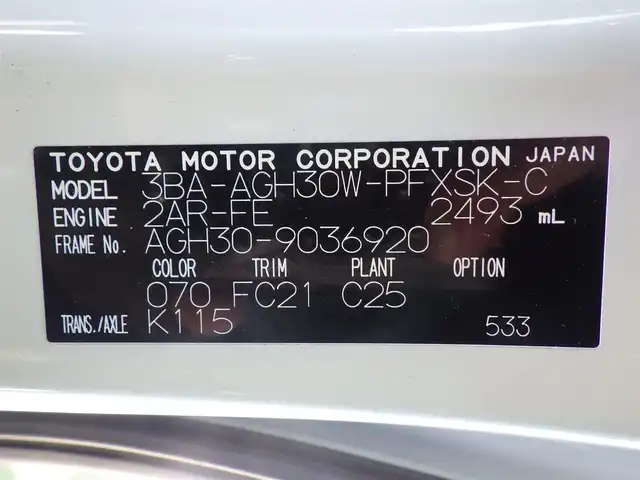 TOYOTA MOTOR CORPORATION JAPAN
MODEL 3BA-AGH30W-PFXSK-C
ENGINE 2AR-FE 2493 mL
FRAME No. AGH30-9036920
COLOR TRIM PLANT OPTION
070 FC21 C25
TRANS./AXLE K115 533